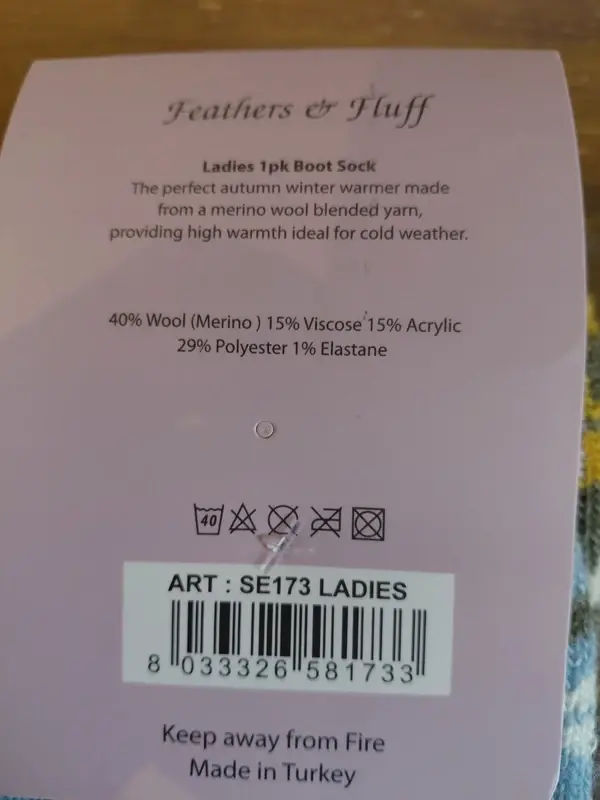 Feathers & Fluff
Ladies 1pk Boot Sock
The perfect autumn winter warmer made
from a merino wool blended yarn,
providing high warmth ideal for cold weather.
40% Wool (Merino ) 15% Viscose 15% Acrylic
29% Polyester 1% Elastane
40
ART : SE173 LADIES
8 033326 581733
Keep away from Fire
Made in Turkey